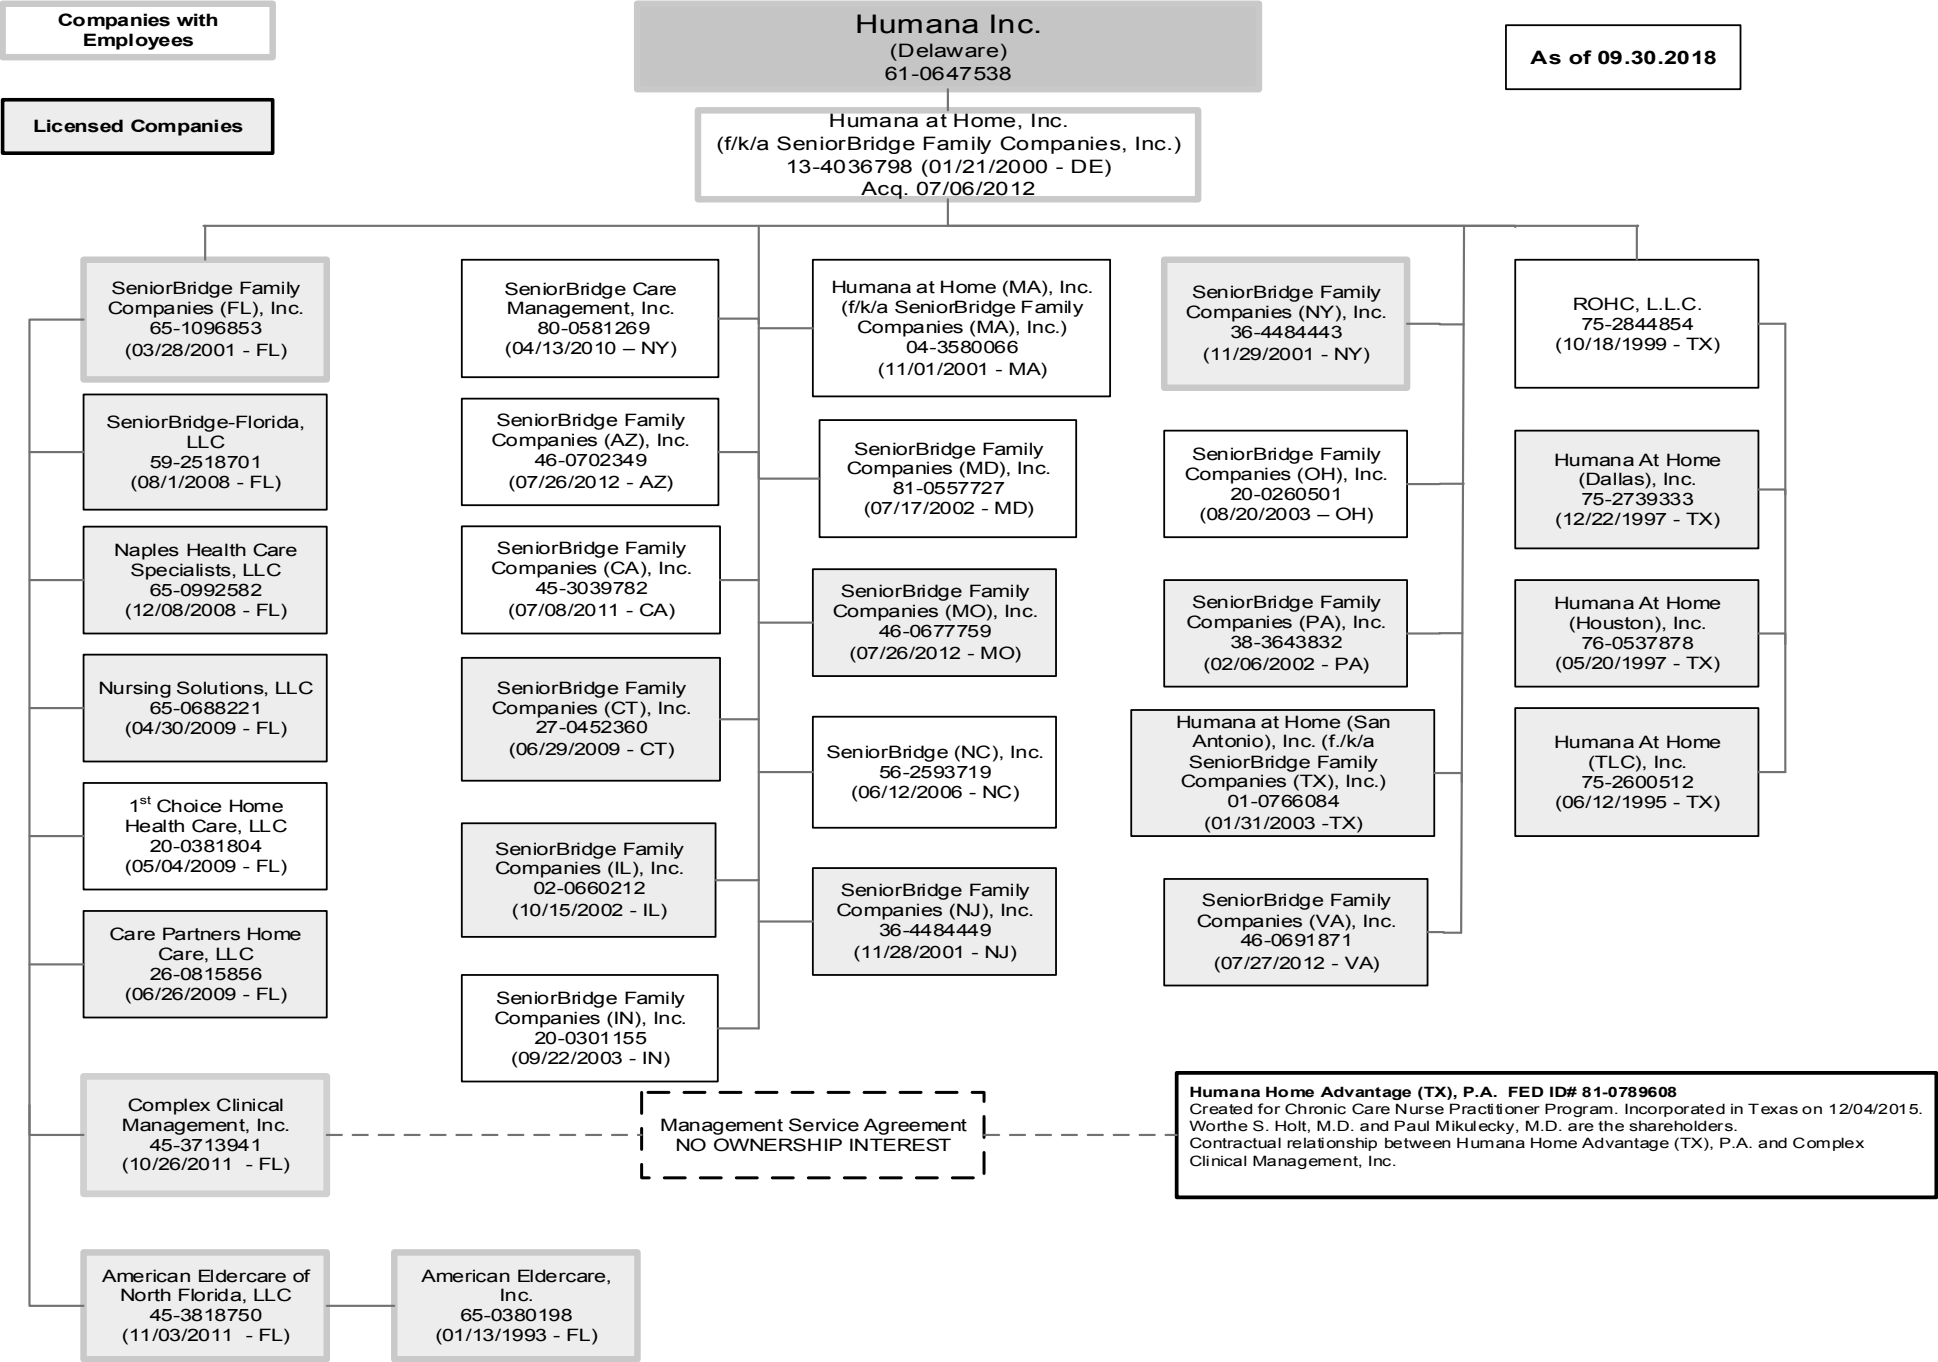 Companies with
Employees
Licensed Companies
Humana Inc.
(Delaware)
61-0647538
As of 09.30.2018
Humana at Home, Inc.
(f/k/a SeniorBridge Family Companies, Inc.)
13-4036798 (01/21/2000 - DE)
Acq. 07/06/2012
SeniorBridge Family
Companies (FL), Inc.
65-1096853
(03/28/2001 - FL)
SeniorBridge-Florida,
LLC
59-2518701
(08/1/2008 - FL)
Naples Health Care
Specialists, LLC
65-0992582
(12/08/2008 - FL)
Nursing Solutions, LLC
65-0688221
(04/30/2009 - FL)
1st Choice Home
Health Care, LLC
20-0381804
(05/04/2009 - FL)
Care Partners Home
Care, LLC
26-0815856
(06/26/2009 - FL)
Complex Clinical
Management, Inc.
45-3713941
(10/26/2011 - FL)
American Eldercare of
North Florida, LLC
45-3818750
(11/03/2011 - FL)
American Eldercare,
Inc.
65-0380198
(01/13/1993 - FL)
SeniorBridge Care
Management, Inc.
80-0581269
(04/13/2010 – NY)
SeniorBridge Family
Companies (AZ), Inc.
46-0702349
(07/26/2012 - AZ)
SeniorBridge Family
Companies (CA), Inc.
45-3039782
(07/08/2011 - CA)
SeniorBridge Family
Companies (CT), Inc.
27-0452360
(06/29/2009 - CT)
SeniorBridge Family
Companies (IL), Inc.
02-0660212
(10/15/2002 - IL)
SeniorBridge Family
Companies (IN), Inc.
20-0301155
(09/22/2003 - IN)
Humana at Home (MA), Inc.
(f/k/a SeniorBridge Family
Companies (MA), Inc.)
04-3580066
(11/01/2001 - MA)
SeniorBridge Family
Companies (MD), Inc.
81-0557727
(07/17/2002 - MD)
SeniorBridge Family
Companies (MO), Inc.
46-0677759
(07/26/2012 - MO)
SeniorBridge (NC), Inc.
56-2593719
(06/12/2006 - NC)
SeniorBridge Family
Companies (NJ), Inc.
36-4484449
(11/28/2001 - NJ)
SeniorBridge Family
Companies (NY), Inc.
36-4484443
(11/29/2001 - NY)
SeniorBridge Family
Companies (OH), Inc.
20-0260501
(08/20/2003 – OH)
SeniorBridge Family
Companies (PA), Inc.
38-3643832
(02/06/2002 - PA)
Humana at Home (San
Antonio), Inc. (f./k/a
SeniorBridge Family
Companies (TX), Inc.)
01-0766084
(01/31/2003 -TX)
SeniorBridge Family
Companies (VA), Inc.
46-0691871
(07/27/2012 - VA)
ROHC, L.L.C.
75-2844854
(10/18/1999 - TX)
Humana At Home
(Dallas), Inc.
75-2739333
(12/22/1997 - TX)
Humana At Home
(Houston), Inc.
76-0537878
(05/20/1997 - TX)
Humana At Home
(TLC), Inc.
75-2600512
(06/12/1995 - TX)
Management Service Agreement
NO OWNERSHIP INTEREST
Humana Home Advantage (TX), P.A. FED ID# 81-0789608
Created for Chronic Care Nurse Practitioner Program. Incorporated in Texas on 12/04/2015.
Worthe S. Holt, M.D. and Paul Mikulecky, M.D. are the shareholders.
Contractual relationship between Humana Home Advantage (TX), P.A. and Complex
Clinical Management, Inc.